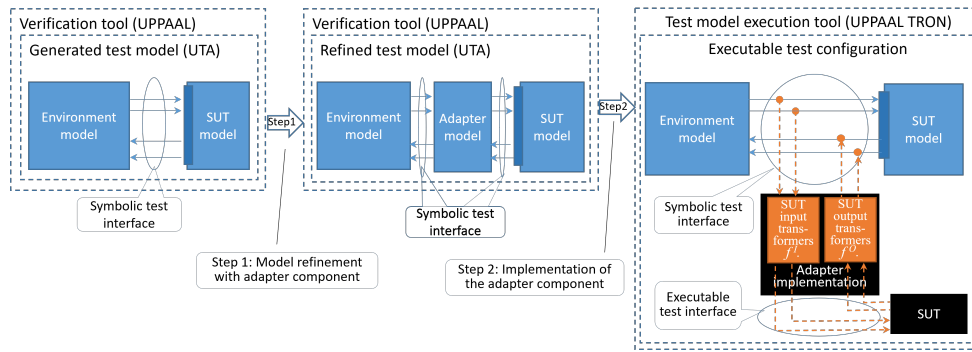 Verification tool (UPPAAL)
Generated test model (UTA)
Environment
model
SUT
model
Symbolic test
interface
Step1
Step 1: Model refinement
with adapter component
Verification tool (UPPAAL)
Refined test model (UTA)
Environment
model
Adapter
model
SUT
model
Symbolic test
interface
Step2
Step 2: Implementation of
the adapter component
Test model execution tool (UPPAAL TRON)
Executable test configuration
Environment
model
SUT
model
Symbolic test
interface
SUT
input
trans-
formers
f^I.
SUT
output
trans-
formers
f^O.
Adapter
implementation
Executable
test interface
SUT